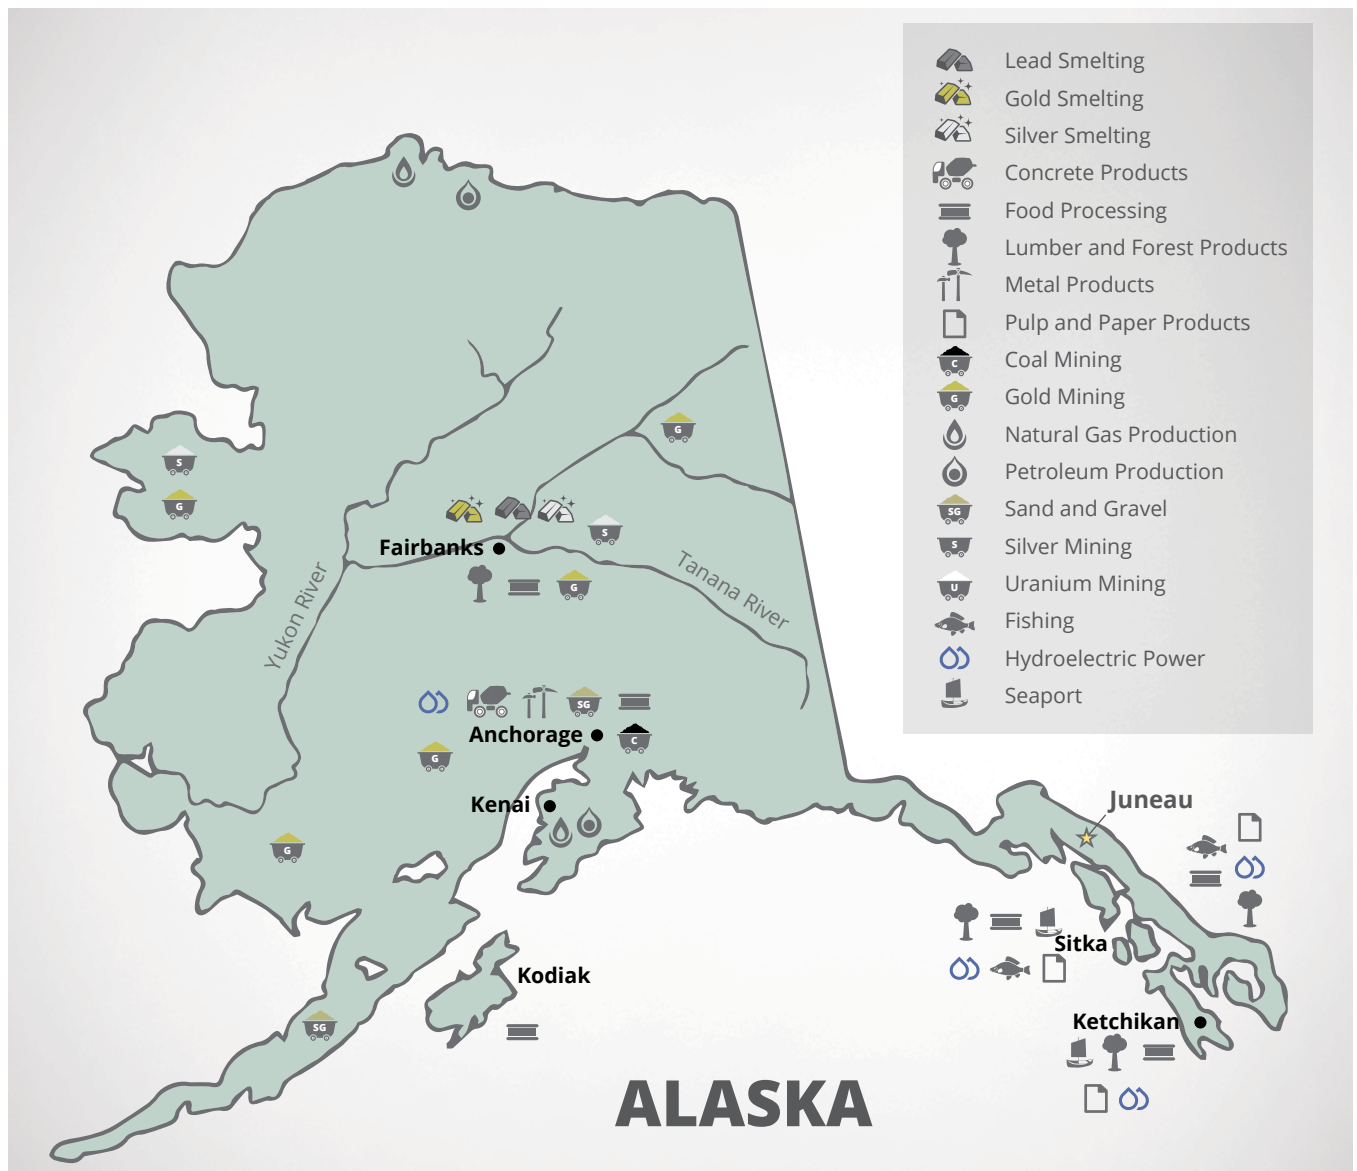 Lead Smelting
Gold Smelting
Silver Smelting
Concrete Products
Food Processing
Lumber and Forest Products
Metal Products
Pulp and Paper Products
C
Coal Mining
G
Gold Mining
Natural Gas Production
Petroleum Production
SG
Sand and Gravel
S
Silver Mining
U
Uranium Mining
Fishing
Hydroelectric Power
Seaport
G
S
G
S
Fairbanks
G
Tanana River
Yukon River
SG
Anchorage
C
G
Kenai
Juneau
G
Sitka
Kodiak
SG
Ketchikan
ALASKA